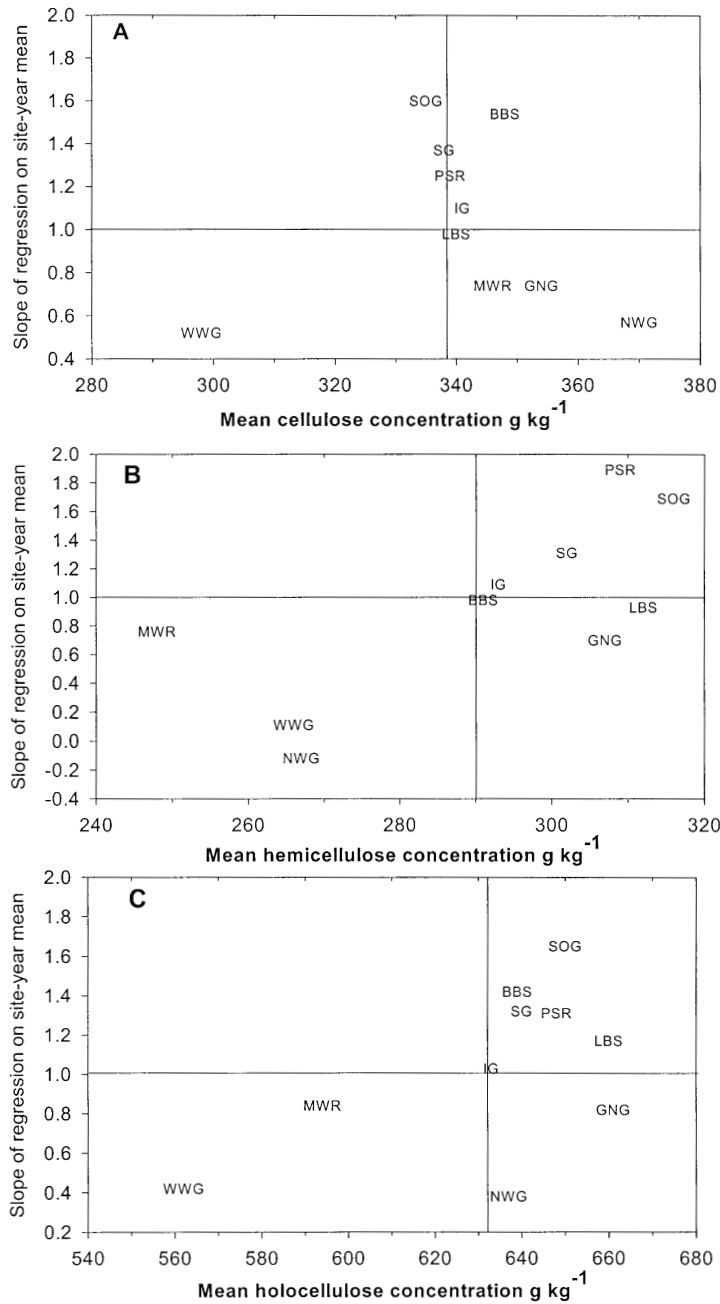 A
Slope of regression on site-year mean
2.0
1.8
1.6
1.4
1.2
1.0
0.8
0.6
0.4
SOG
BBS
SG
PSR
IG
LBS
MWR
GNG
NWG
WWG
280
300
320
340
360
380
Mean cellulose concentration g kg-1
B
Slope of regression on site-year mean
2.0
1.8
1.6
1.4
1.2
1.0
0.8
0.6
0.4
0.2
0.0
-0.2
-0.4
PSR
SOG
SG
IG
BBS
LBS
MWR
GNG
WWG
NWG
240
260
280
300
320
Mean hemicellulose concentration g kg-1
C
Slope of regression on site-year mean
2.0
1.8
1.6
1.4
1.2
1.0
0.8
0.6
0.4
0.2
SOG
BBS
SG
PSR
LBS
IG
MWR
GNG
WWG
NWG
540
560
580
600
620
640
660
680
Mean holocellulose concentration g kg-1